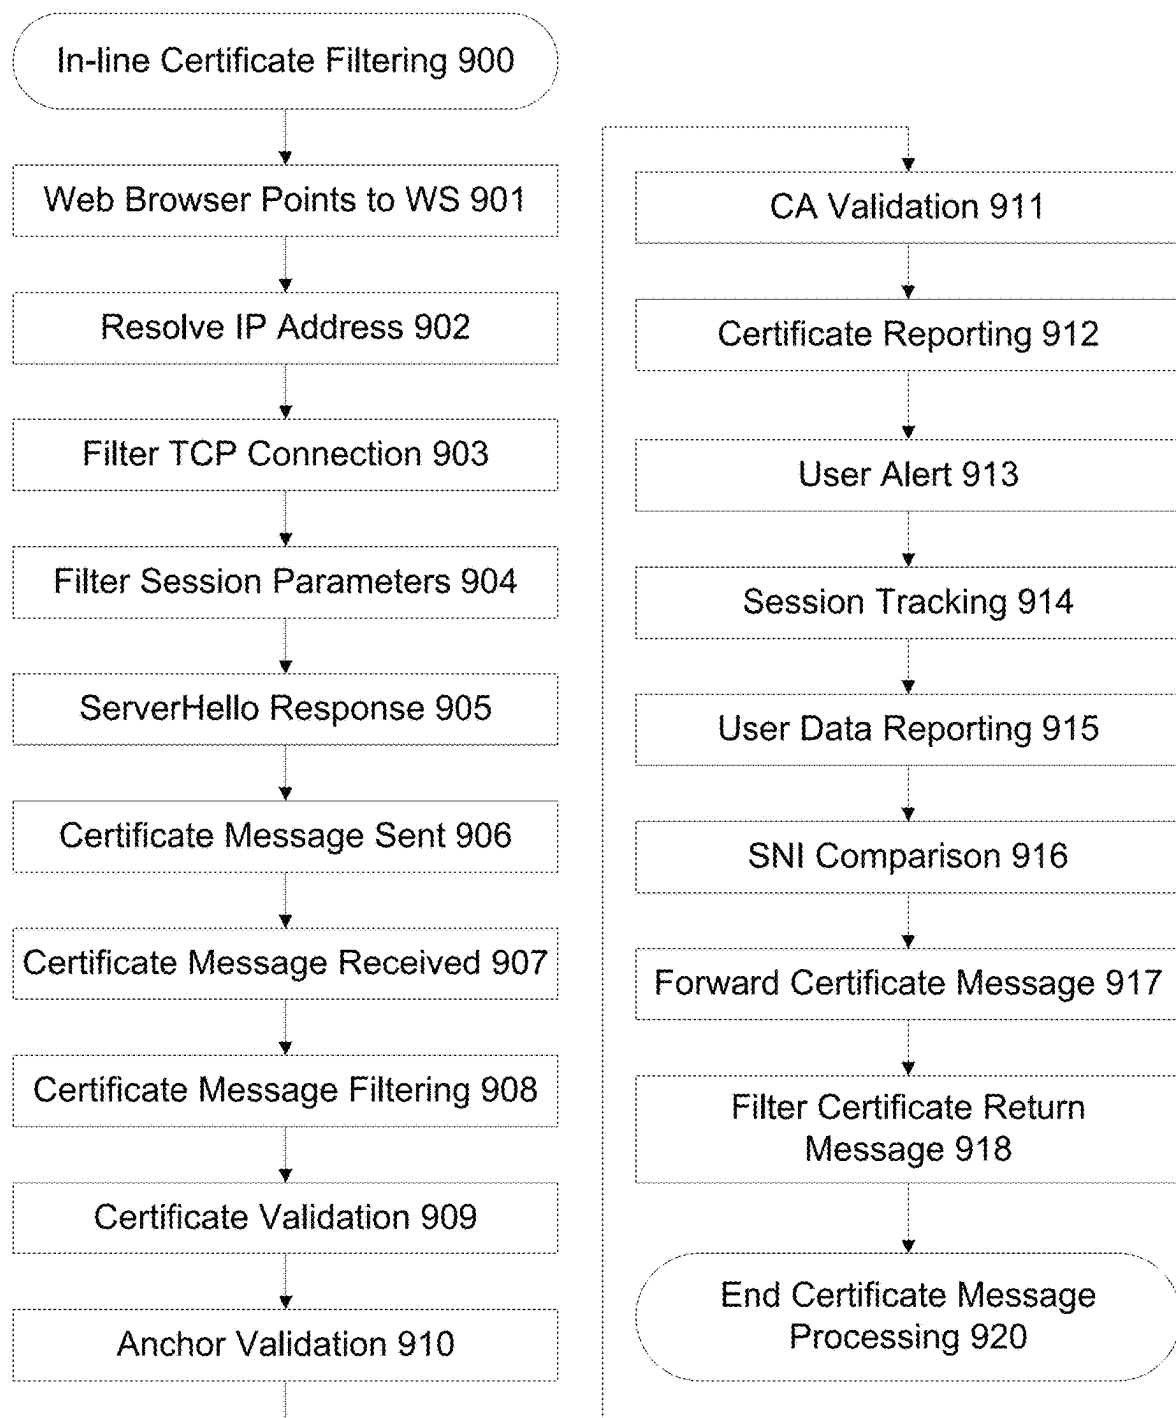 In-line Certificate Filtering 900
Web Browser Points to WS 901
Resolve IP Address 902
Filter TCP Connection 903
Filter Session Parameters 904
ServerHello Response 905
Certificate Message Sent 906
Certificate Message Received 907
Certificate Message Filtering 908
Certificate Validation 909
Anchor Validation 910
CA Validation 911
Certificate Reporting 912
User Alert 913
Session Tracking 914
User Data Reporting 915
SNI Comparison 916
Forward Certificate Message 917
Filter Certificate Return
Message 918
End Certificate Message
Processing 920